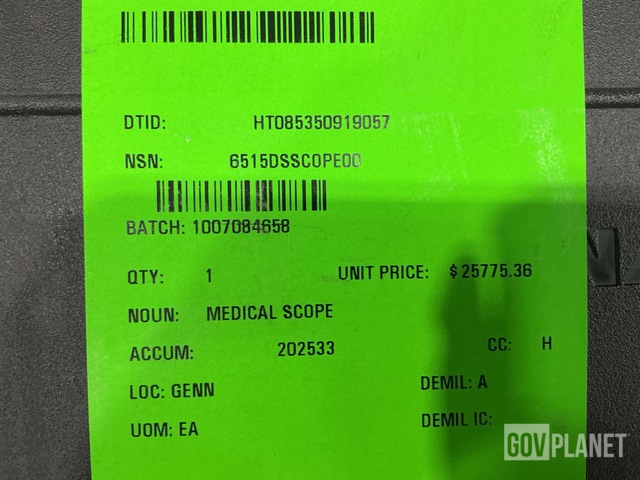 DTID: HT085350919057
NSN: 6515DSSCOPE00
BATCH: 1007084658
QTY: 1 UNIT PRICE: $25775.36
NOUN: MEDICAL SCOPE
ACCUM: 202533 CC: H
LOC: GENN DEMIL: A
UOM: EA DEMIL IC:
GOVPLANET